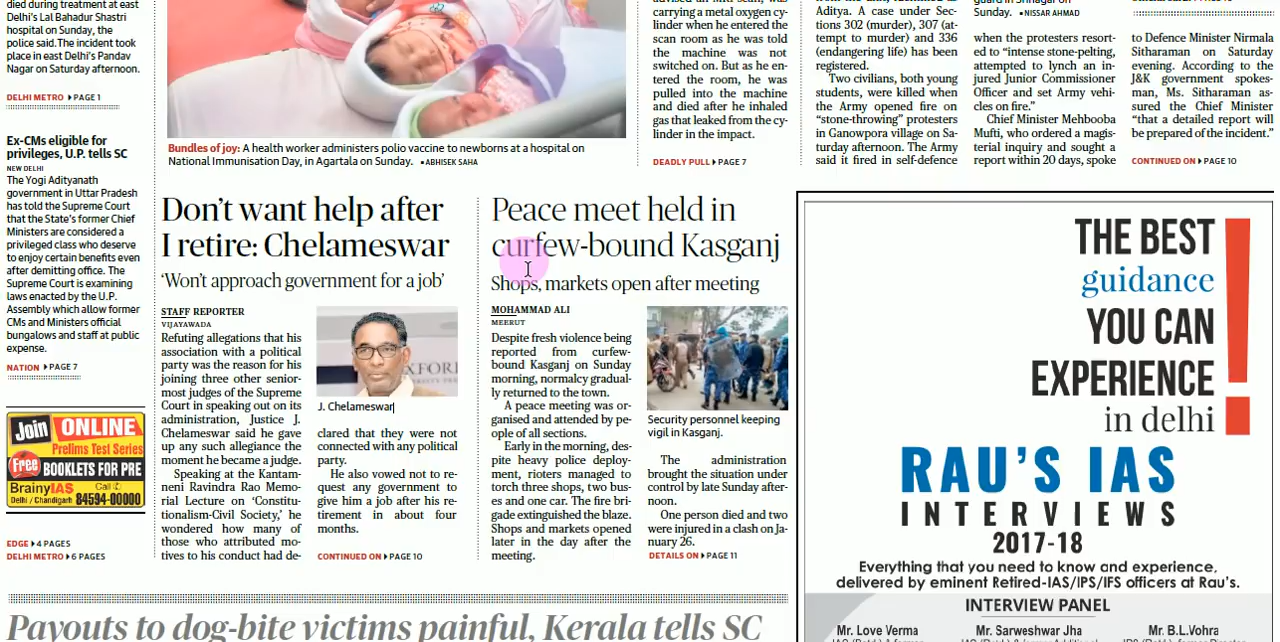 died during treatment at east
Delhi's Lal Bahadur Shastri
hospital on Sunday, the
police said.The incident took
place in east Delhi's Pandav
Nagar on Saturday afternoon.
DELHI METRO PAGE 1
Ex-CMs eligible for
privileges, U.P. tells SC
NEW DELHI
The Yogi Adityanath
government in Uttar Pradesh
has told the Supreme Court
that the State's former Chief
Ministers are considered a
privileged class who deserve
to enjoy certain benefits even
after demitting office. The
Supreme Court is examining
laws enacted by the U.P.
Assembly which allow former
CMs and Ministers official
bungalows and staff at public
expense.
NATION PAGE 7
Join ONLINE
Prelims Test Series
Free BOOKLETS FOR PRE
BrainyIAS Call
Delhi / Chandigarh 84594-00000
EDGE 4 PAGES
DELHI METRO 6 PAGES
Bundles of joy: A health worker administers polio vaccine to newborns at a hospital on
National Immunisation Day, in Agartala on Sunday. ABHISEK SAHA
Don't want help after
I retire: Chelameswar
'Won't approach government for a job'
STAFF REPORTER
VIJAYAWADA
Refuting allegations that his
association with a political
party was the reason for his
joining three other senior-
most judges of the Supreme
Court in speaking out on its
administration, Justice J.
Chelameswar said he gave
up any such allegiance the
moment he became a judge.
Speaking at the Kantam-
neni Ravindra Rao Memo-
rial Lecture on 'Constitu-
tionalism-Civil Society,' he
wondered how many of
those who attributed mo-
tives to his conduct had de-
J. Chelameswar
clared that they were not
connected with any political
party.
He also vowed not to re-
quest any government to
give him a job after his re-
tirement in about four
months.
CONTINUED ON PAGE 10
Peace meet held in
curfew-bound Kasganj
Shops, markets open after meeting
MOHAMMAD ALI
MEERUT
Despite fresh violence being
reported from curfew-
bound Kasganj on Sunday
morning, normalcy gradual-
ly returned to the town.
A peace meeting was or-
ganised and attended by pe-
ople of all sections.
Early in the morning, des-
pite heavy police deploy-
ment, rioters managed to
torch three shops, two bus-
es and one car. The fire bri-
gade extinguished the blaze.
Shops and markets opened
later in the day after the
meeting.
Security personnel keeping
vigil in Kasganj.
The administration
brought the situation under
control by late Sunday after-
noon.
One person died and two
were injured in a clash on Ja-
nuary 26.
DETAILS ON PAGE 11
carrying a metal oxygen cy-
linder when he entered the
scan room as he was told
the machine was not
switched on. But as he en-
tered the room, he was
pulled into the machine
and died after he inhaled
gas that leaked from the cy-
linder in the impact.
DEADLY PULL PAGE 7
Aditya. A case under Sec-
tions 302 (murder), 307 (at-
tempt to murder) and 336
(endangering life) has been
registered.
Two civilians, both young
students, were killed when
the Army opened fire on
"stone-throwing" protesters
in Ganowpora village on Sa-
turday afternoon. The Army
said it fired in self-defence
Sunday. NISSAR AHMAD
when the protesters resort-
ed to "intense stone-pelting,
attempted to lynch an in-
jured Junior Commissioner
Officer and set Army vehi-
cles on fire."
Chief Minister Mehbooba
Mufti, who ordered a magis-
terial inquiry and sought a
report within 20 days, spoke
to Defence Minister Nirmala
Sitharaman on Saturday
evening. According to the
J&K government spokes-
man, Ms. Sitharaman as-
sured the Chief Minister
"that a detailed report will
be prepared of the incident."
CONTINUED ON PAGE 10
THE BEST
guidance
YOU CAN
EXPERIENCE
in delhi
!
RAU'S IAS
INTERVIEWS
2017-18
Everything that you need to know and experience,
delivered by eminent Retired-IAS/IPS/IFS officers at Rau's.
INTERVIEW PANEL
Mr. Love Verma Mr. Sarweshwar Jha Mr. B.L.Vohra
Payouts to dog-bite victims painful, Kerala tells SC